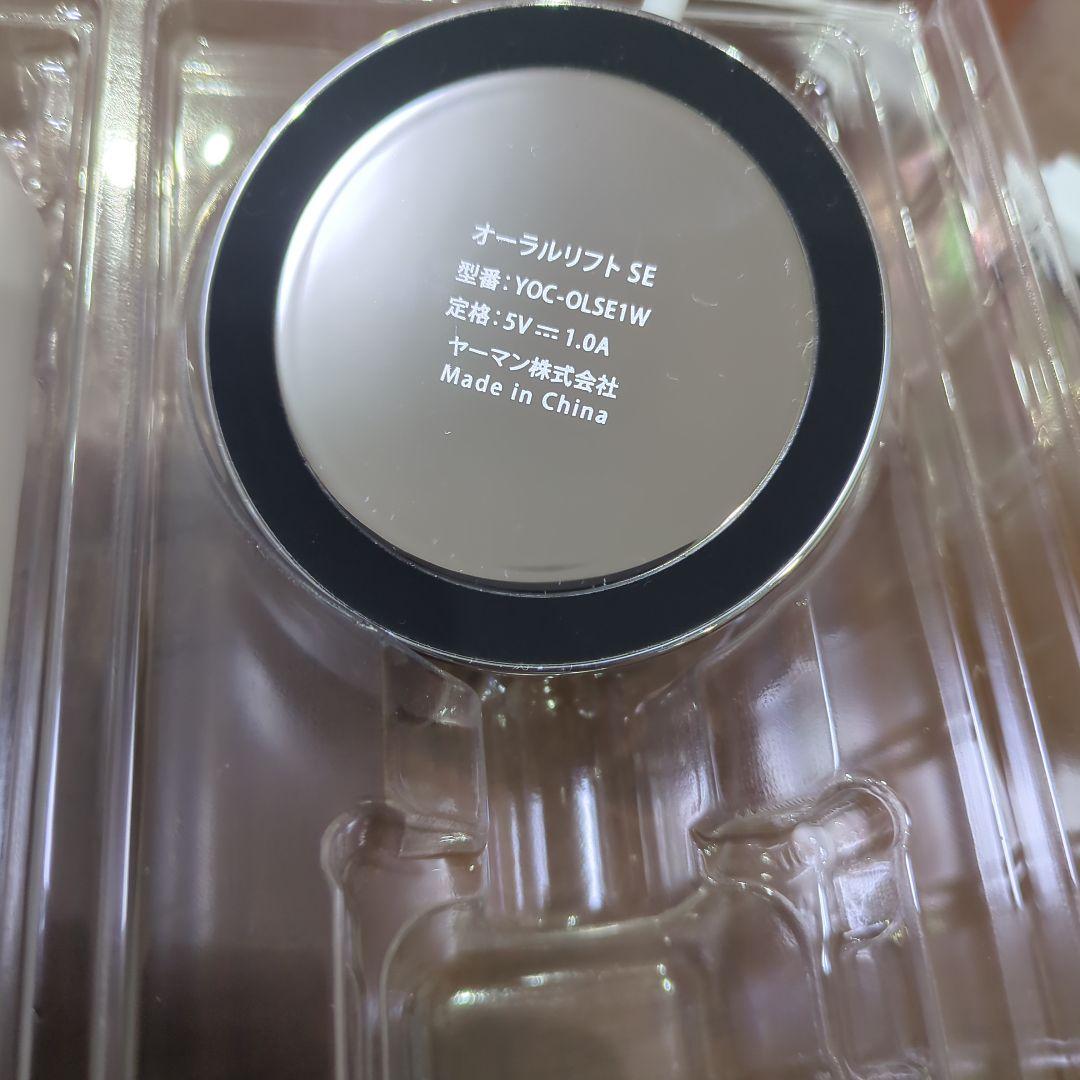 オーラルリフト SE
型番：YOC-OLSE1W
定格：5V⎓1.0A
ヤーマン株式会社
Made in China